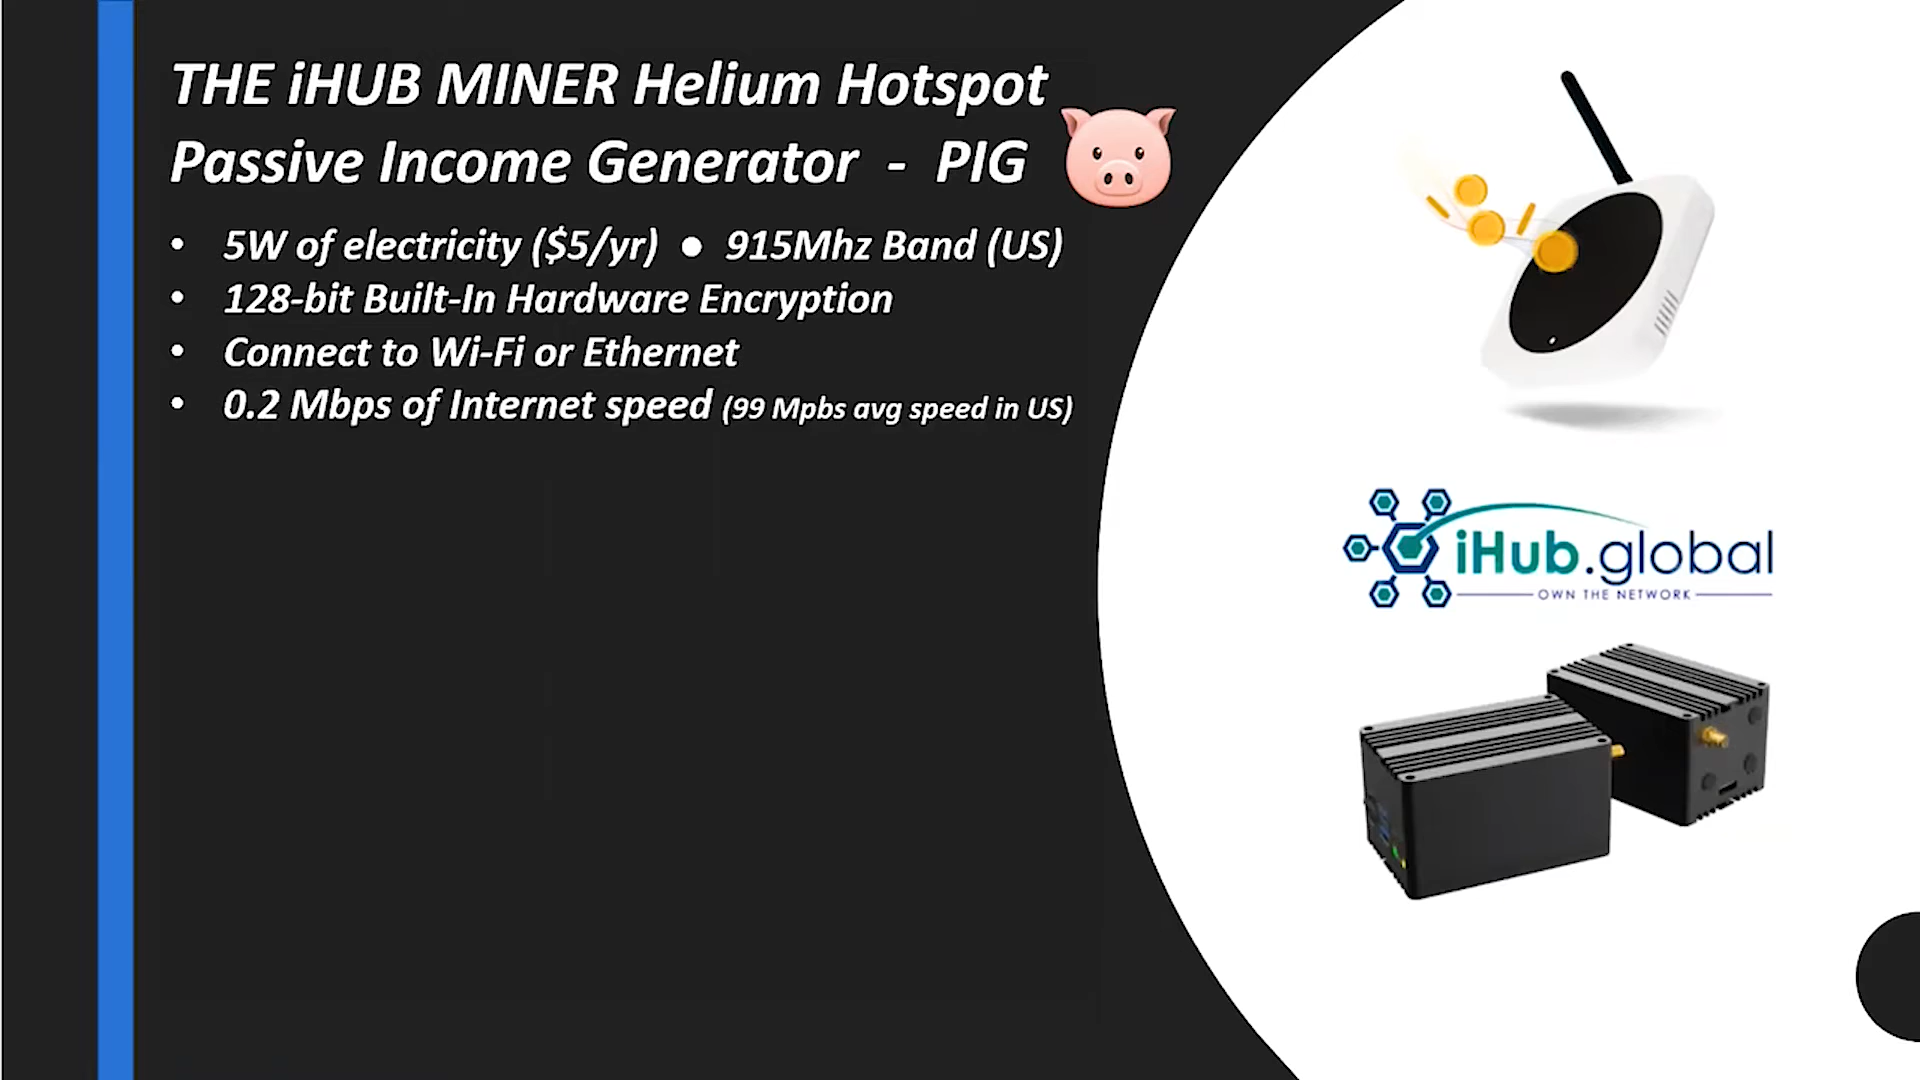 THE iHUB MINER Helium Hotspot
Passive Income Generator - PIG
• 5W of electricity ($5/yr) ● 915Mhz Band (US)
• 128-bit Built-In Hardware Encryption
• Connect to Wi-Fi or Ethernet
• 0.2 Mbps of Internet speed (99 Mpbs avg speed in US)
iHub.global
OWN THE NETWORK